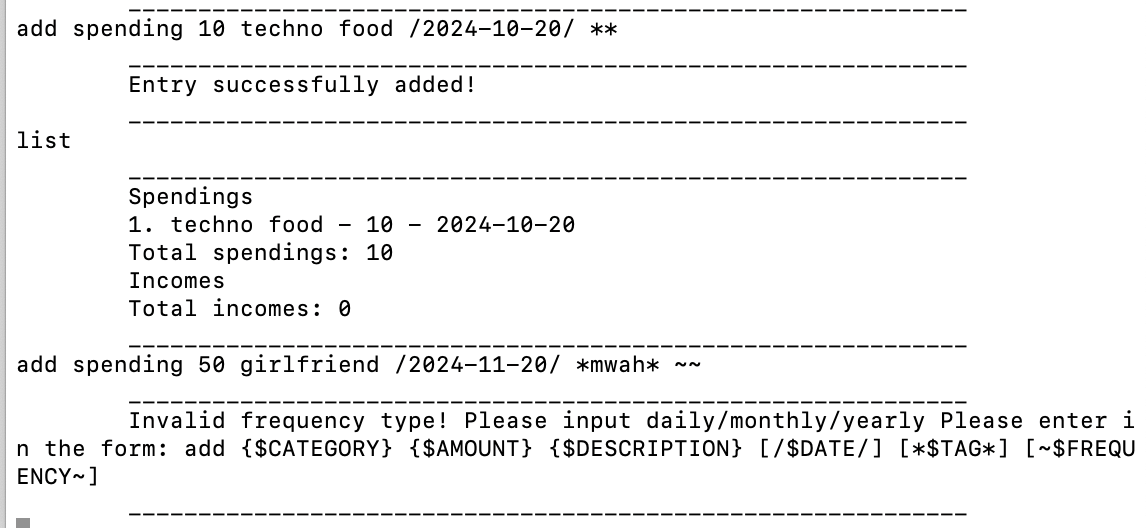 ____________________________________________________________
add spending 10 techno food /2024-10-20/ **
____________________________________________________________
Entry successfully added!
____________________________________________________________
list
____________________________________________________________
Spendings
1. techno food - 10 - 2024-10-20
Total spendings: 10
Incomes
Total incomes: 0
____________________________________________________________
add spending 50 girlfriend /2024-11-20/ *mwah* ~~
____________________________________________________________
Invalid frequency type! Please input daily/monthly/yearly Please enter i
n the form: add {$CATEGORY} {$AMOUNT} {$DESCRIPTION} [/$DATE/] [*$TAG*] [~$FREQU
ENCY~]
____________________________________________________________